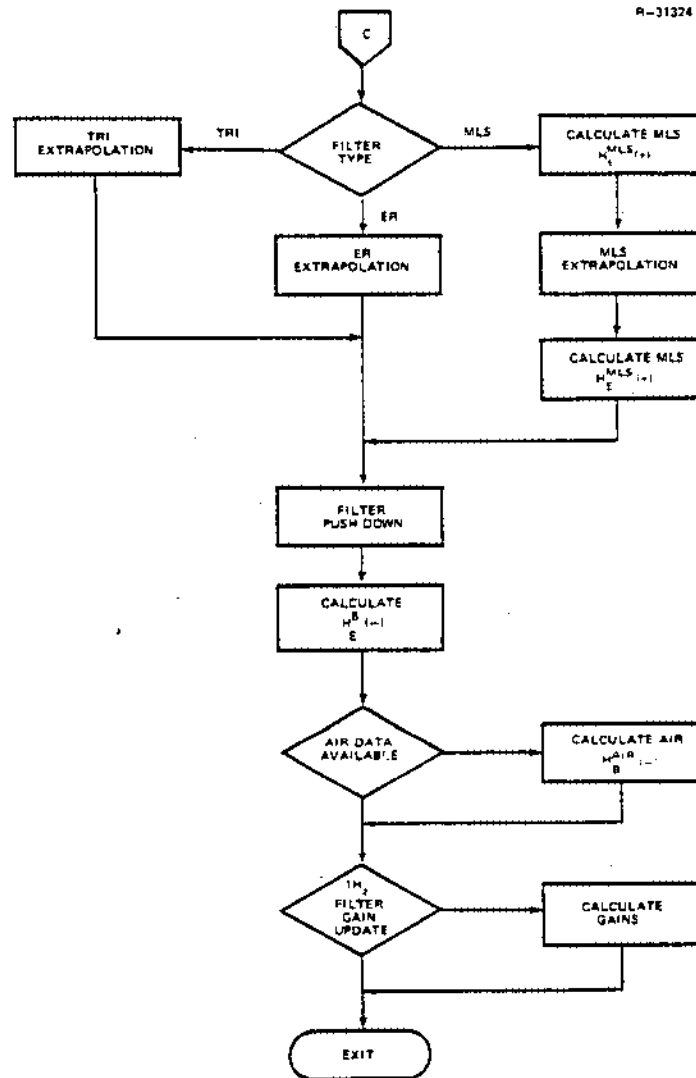 R-31324
C
TRI
EXTRAPOLATION
TRI
FILTER
TYPE
MLS
CALCULATE MLS
ER
ER
EXTRAPOLATION
MLS
EXTRAPOLATION
CALCULATE MLS
FILTER
PUSH DOWN
CALCULATE
AIR DATA
AVAILABLE
CALCULATE AIR
FILTER
GAIN
UPDATE
CALCULATE
GAINS
EXIT